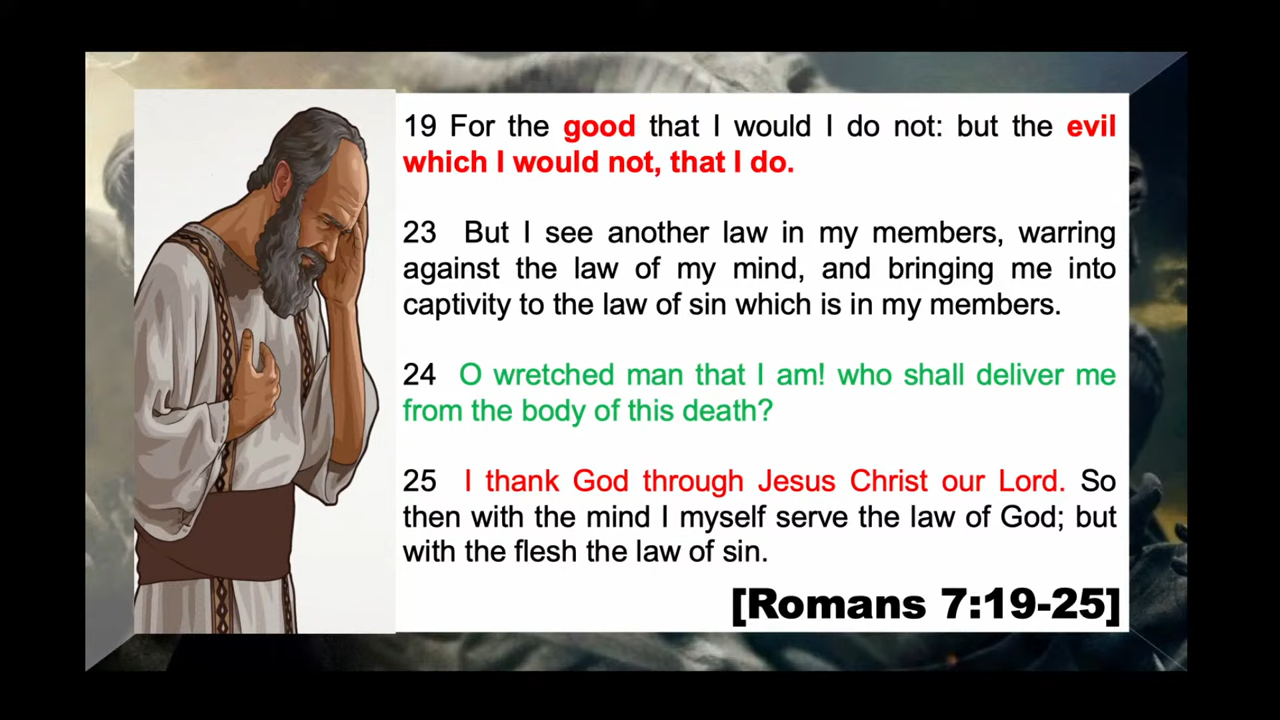 19 For the good that I would I do not: but the evil
which I would not, that I do.
23 But I see another law in my members, warring
against the law of my mind, and bringing me into
captivity to the law of sin which is in my members.
24 O wretched man that I am! who shall deliver me
from the body of this death?
25 I thank God through Jesus Christ our Lord. So
then with the mind I myself serve the law of God; but
with the flesh the law of sin.
[Romans 7:19-25]